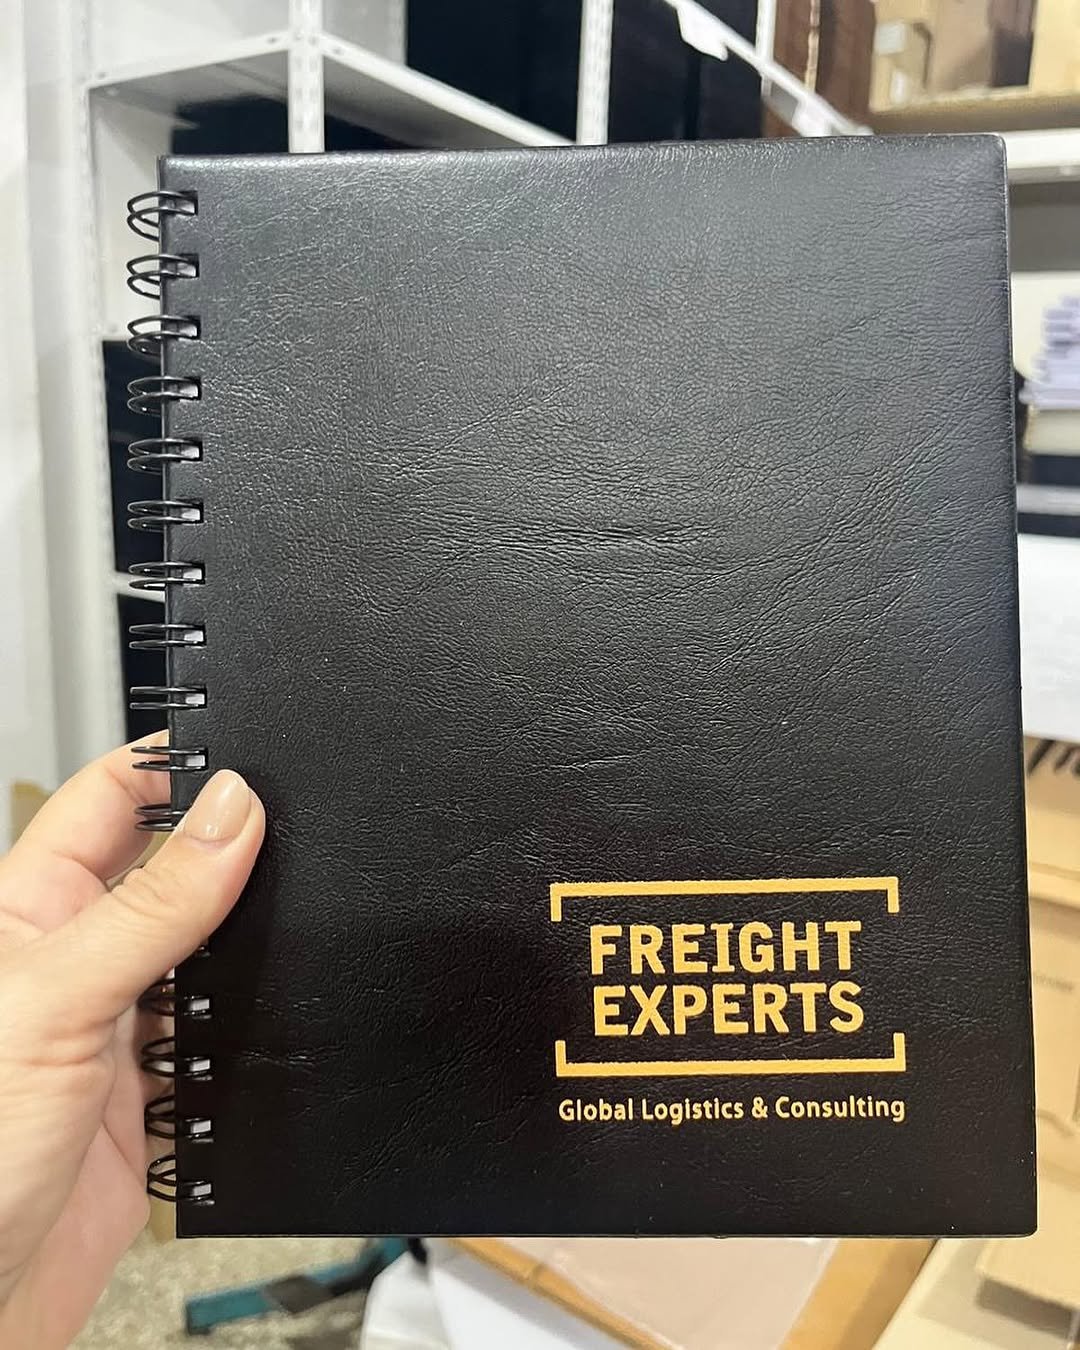 FREIGHT
EXPERTS
Global Logistics & Consulting